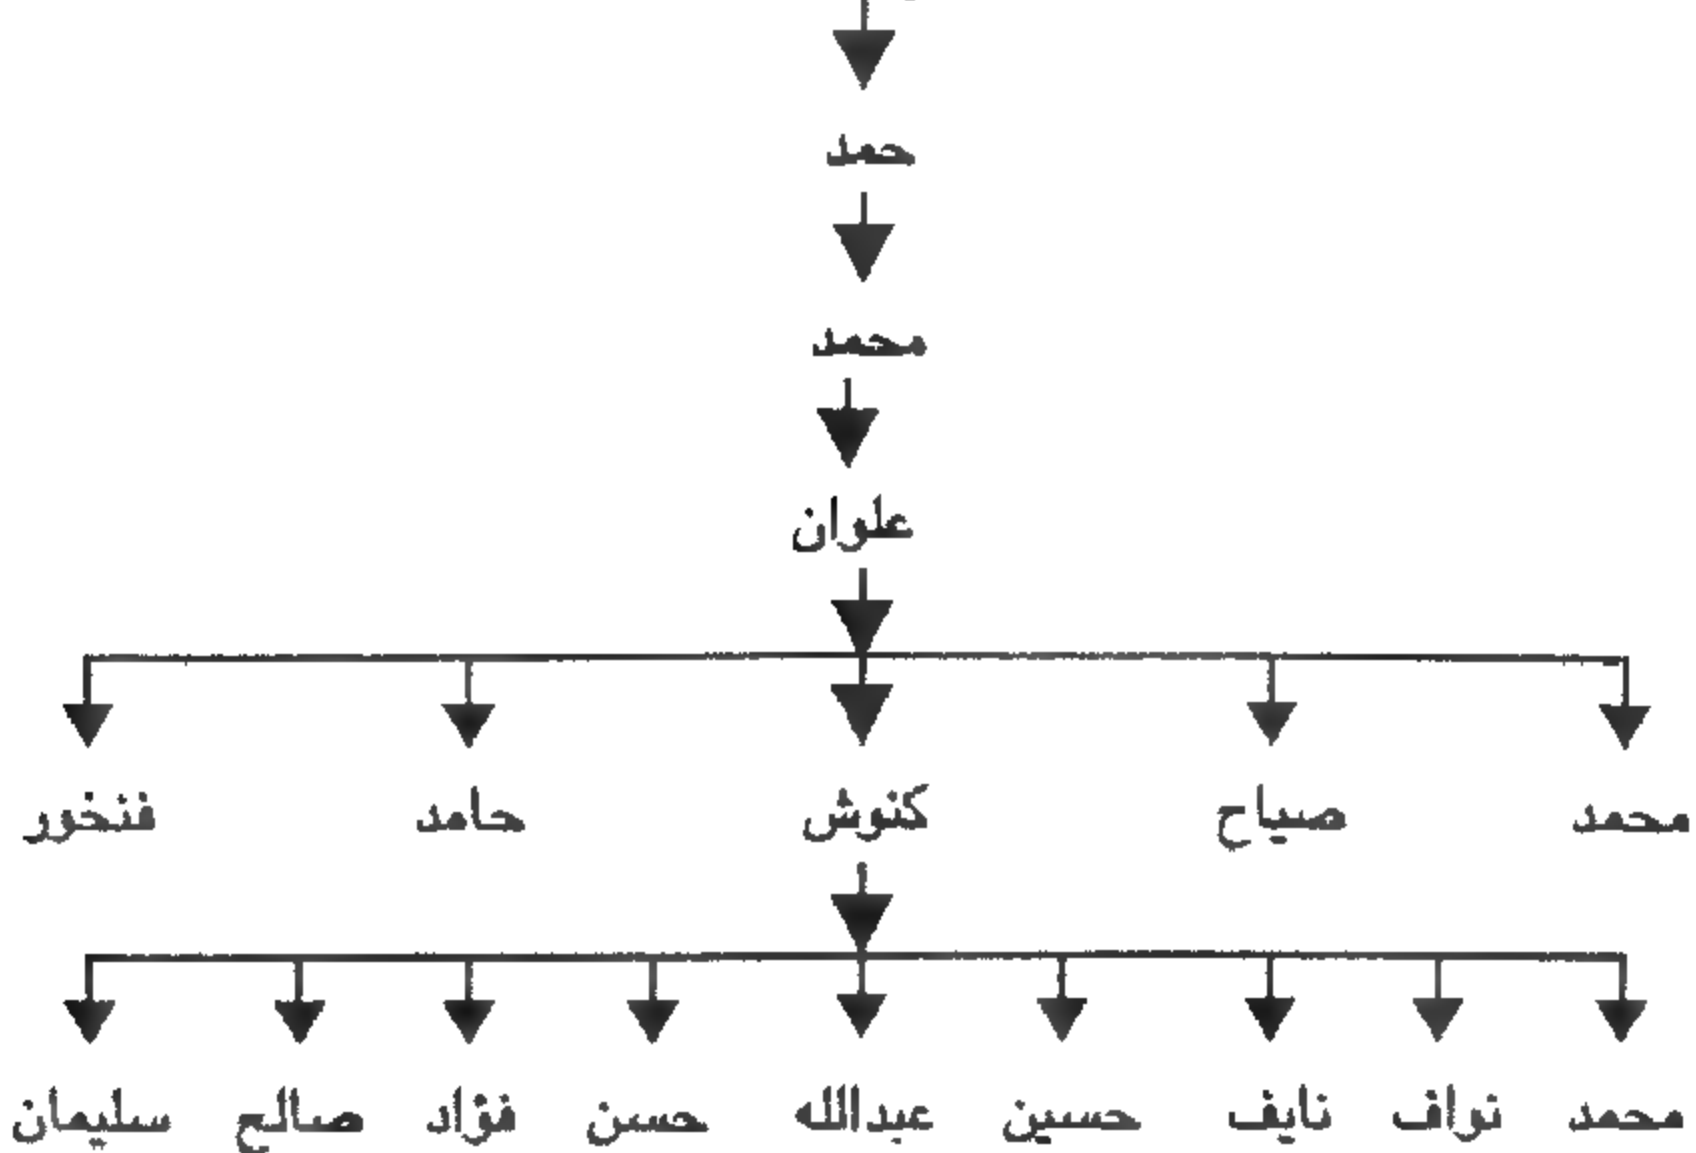 حمد
محمد
علوان
محمد صياح كنوش حامد فنخور
محمد نواف نايف حسين عبدالله حسن فؤاد صالح سليمان